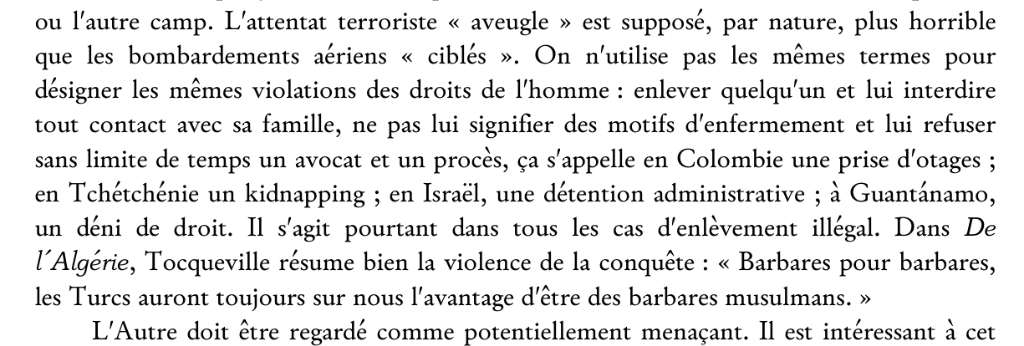 ou l'autre camp. L'attentat terroriste « aveugle » est supposé, par nature, plus horrible
que les bombardements aériens « ciblés ». On n'utilise pas les mêmes termes pour
désigner les mêmes violations des droits de l'homme : enlever quelqu'un et lui interdire
tout contact avec sa famille, ne pas lui signifier des motifs d'enfermement et lui refuser
sans limite de temps un avocat et un procès, ça s'appelle en Colombie une prise d'otages ;
en Tchétchénie un kidnapping ; en Israël, une détention administrative ; à Guantánamo,
un déni de droit. Il s'agit pourtant dans tous les cas d'enlèvement illégal. Dans De
l´Algérie, Tocqueville résume bien la violence de la conquête : « Barbares pour barbares,
les Turcs auront toujours sur nous l'avantage d'être des barbares musulmans. »
L'Autre doit être regardé comme potentiellement menaçant. Il est intéressant à cet